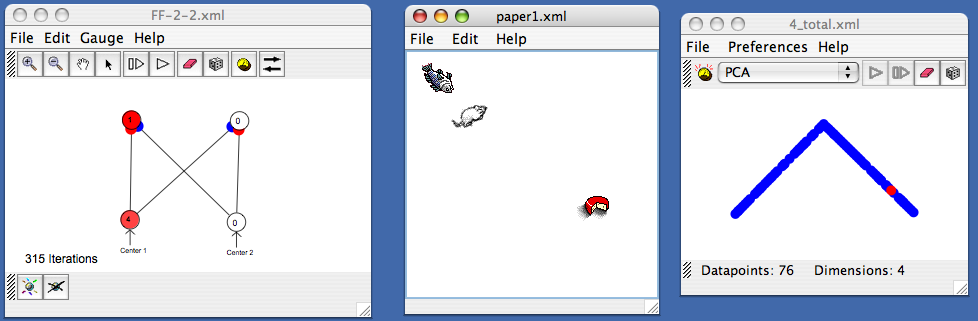 FF-2-2.xml
File Edit Gauge Help
1 0
4 0
Center 1 Center 2
315 Iterations
paper1.xml
File Edit Help
4_total.xml
File Preferences Help
PCA
Datapoints: 76 Dimensions: 4